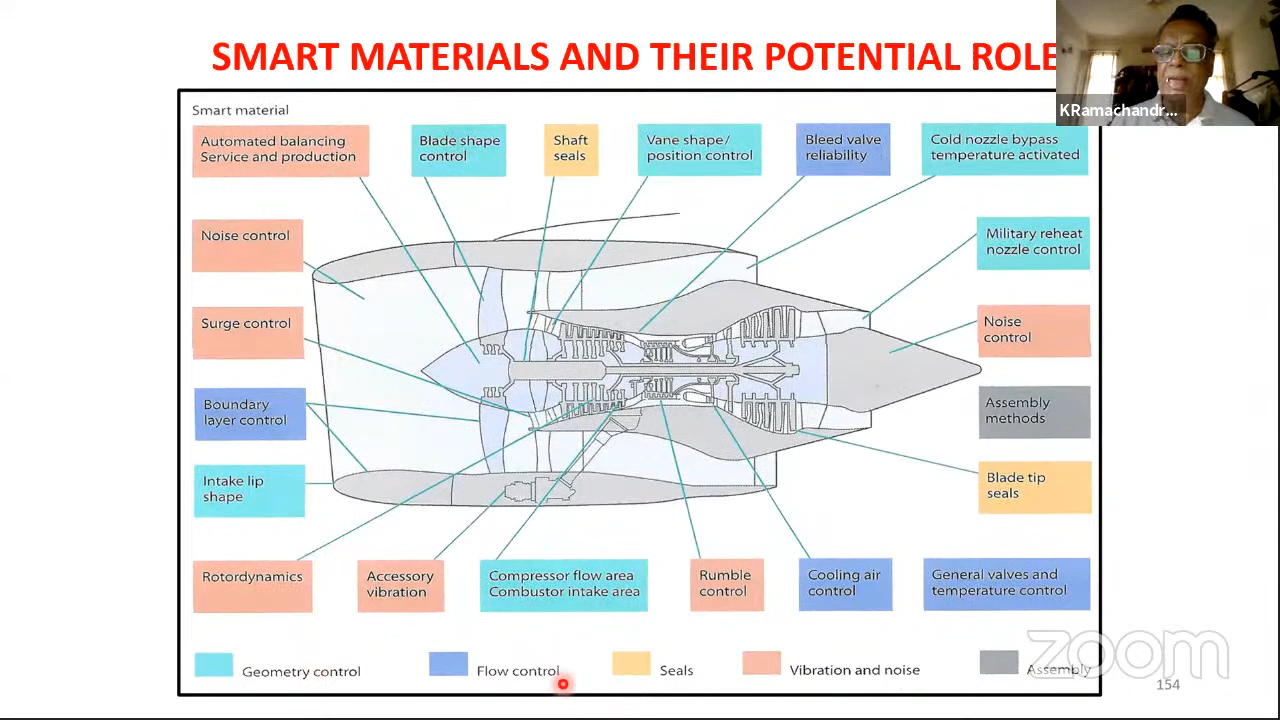 SMART MATERIALS AND THEIR POTENTIAL ROLE
KRamachandr...
Smart material
Automated balancing
Service and production
Blade shape
control
Shaft
seals
Vane shape/
position control
Bleed valve
reliability
Cold nozzle bypass
temperature activated
Noise control
Military reheat
nozzle control
Surge control
Noise
control
Boundary
layer control
Assembly
methods
Intake lip
shape
Blade tip
seals
Rotordynamics
Accessory
vibration
Compressor flow area
Combustor intake area
Rumble
control
Cooling air
control
General valves and
temperature control
Geometry control
Flow control
Seals
Vibration and noise
Assembly
zoom
154